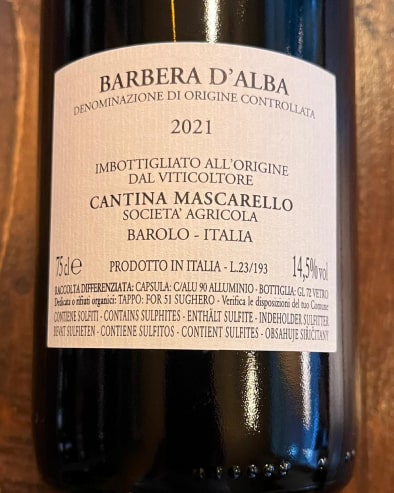 BARBERA D'ALBA
DENOMINAZIONE DI ORIGINE CONTROLLATA
2021
IMBOTTIGLIATO ALL'ORIGINE
DAL VITICOLTORE
CANTINA MASCARELLO
SOCIETA' AGRICOLA
BAROLO - ITALIA
75 cl e PRODOTTO IN ITALIA - L.23/193 14,5% vol
RACCOLTA DIFFERENZIATA: CAPSULA: C/ALU 90 ALLUMINIO - BOTTIGLIA: GL 72 VETRO
Dedicata o rifiuti organici: TAPPO: FOR 51 SUGHERO - Verifica le disposizioni del tuo Comune
CONTIENE SOLFITI - CONTAINS SULPHITES - ENTHÄLT SULFITE - INDEHOLDER SULFITTER
BEVAT SULFIETEN - CONTIENE SULFITOS - CONTIENT SULFITES - OBSAHUJE SIŘIČITANY